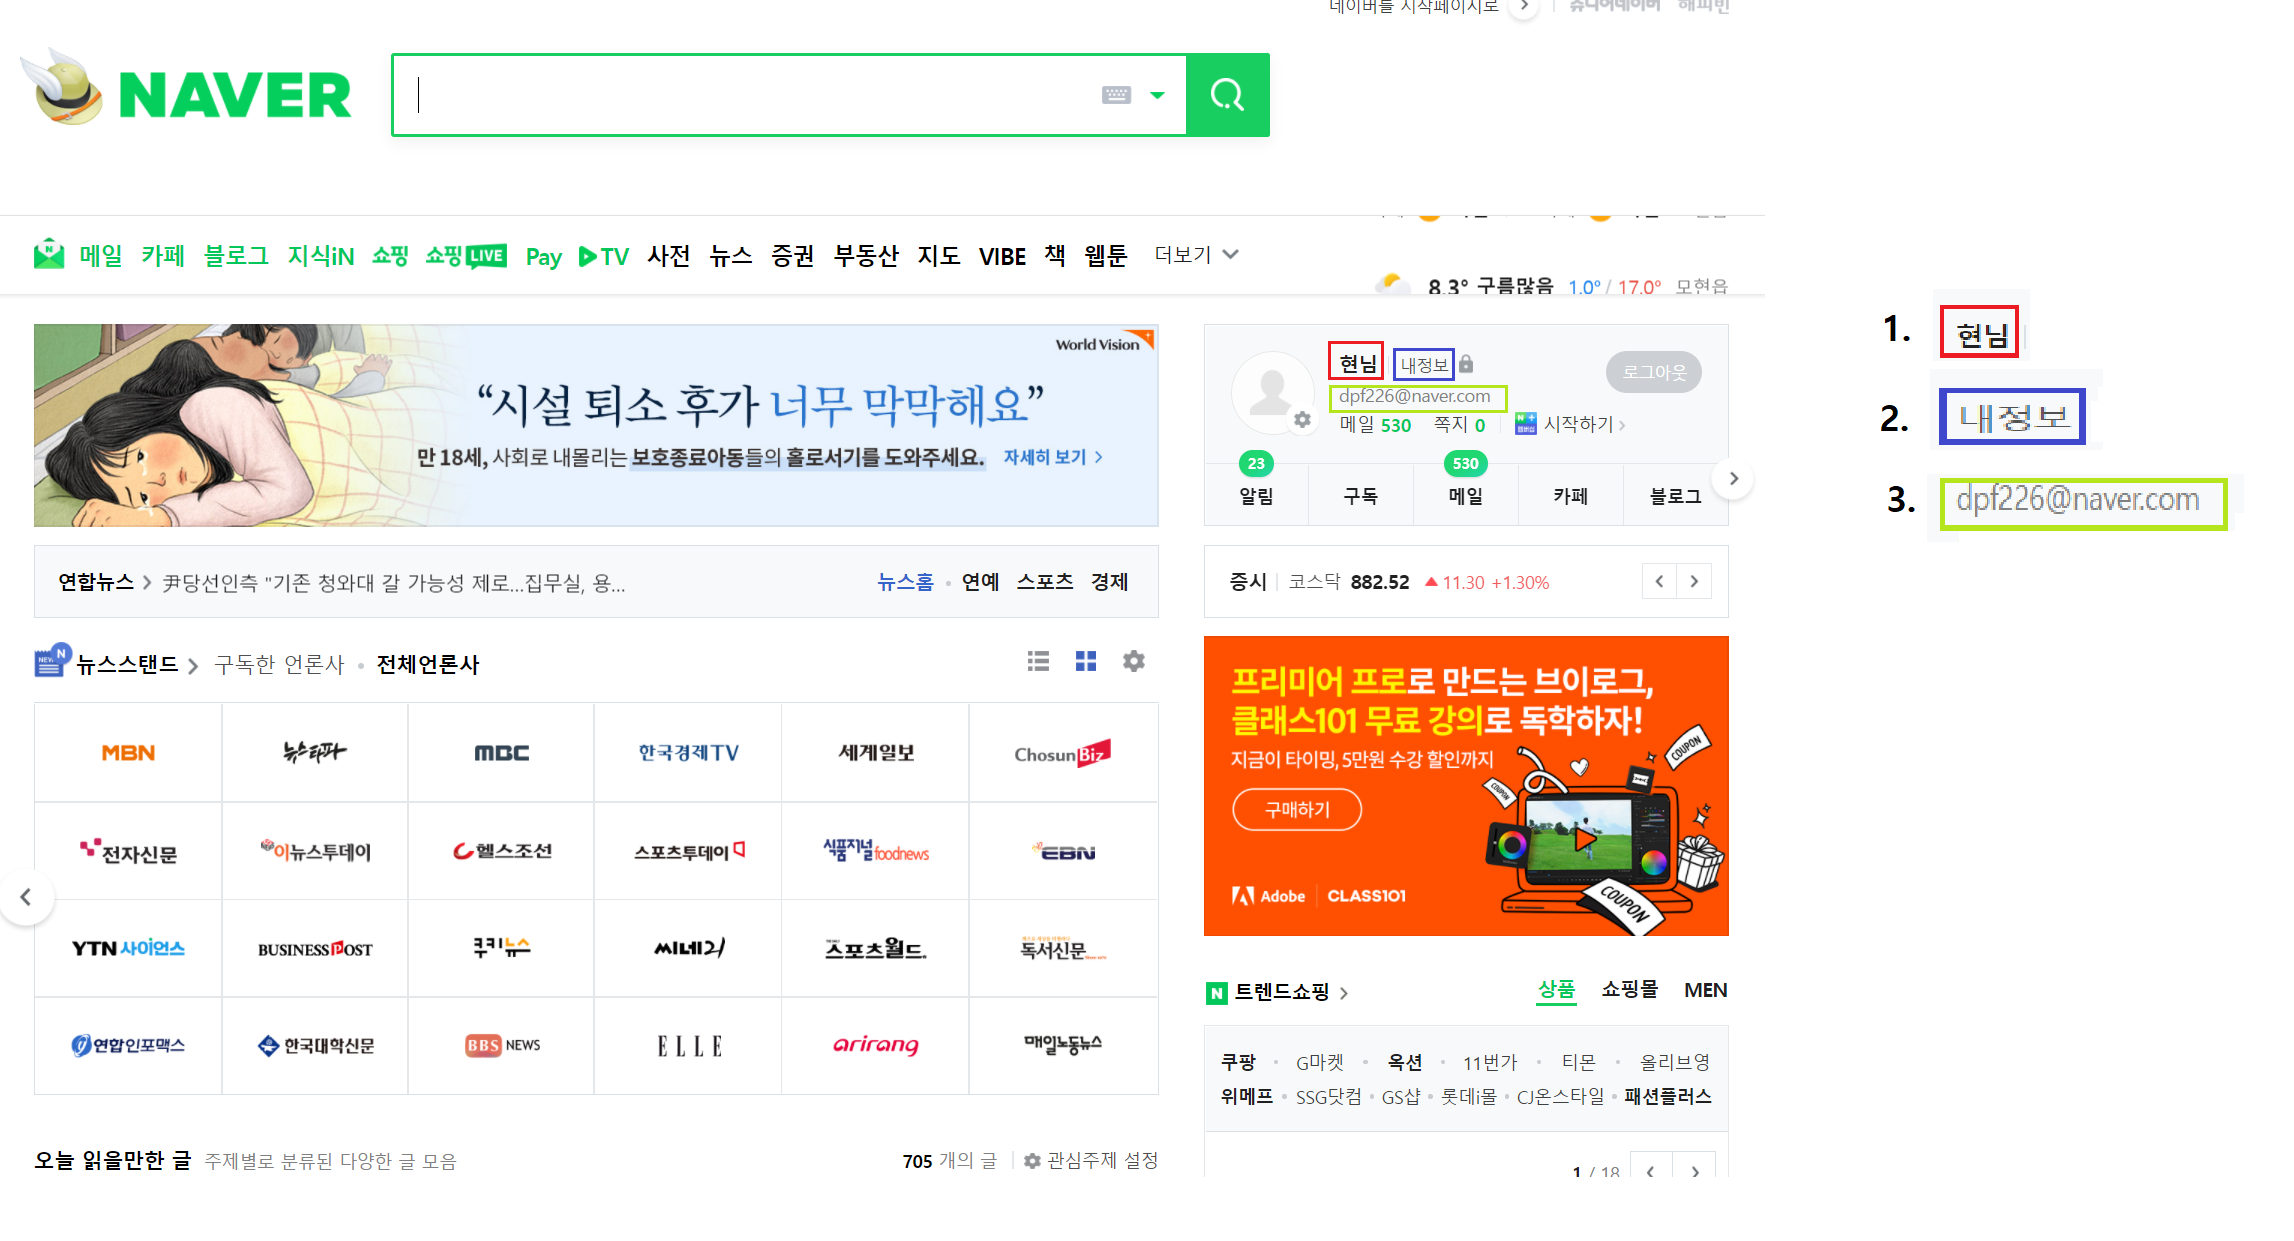 네이버를 시작페이지로 쥬니어네이버 해피빈
NAVER
메일 카페 블로그 지식iN 쇼핑 쇼핑LIVE Pay TV 사전 뉴스 증권 부동산 지도 VIBE 책 웹툰 더보기
8.3° 구름많음 1.0° / 17.0° 모현읍
World Vision
“시설 퇴소 후가 너무 막막해요”
만 18세, 사회로 내몰리는 보호종료아동들의 홀로서기를 도와주세요. 자세히 보기
현님 내정보 로그아웃
dpf226@naver.com
메일 530 쪽지 0 시작하기
23 530
알림 구독 메일 카페 블로그
1. 현님
2. 내정보
3. dpf226@naver.com
연합뉴스 尹당선인측 "기존 청와대 갈 가능성 제로...집무실, 용...
뉴스홈 연예 스포츠 경제
증시 코스닥 882.52 11.30 +1.30%
뉴스스탠드 구독한 언론사 전체언론사
MBN 뉴스타파 MBC 한국경제TV 세계일보 ChosunBiz
전자신문 이뉴스투데이 헬스조선 스포츠투데이 식품저널 foodnews EBN
YTN 사이언스 BUSINESSPOST 쿠키뉴스 씨네21 스포츠월드 독서신문
연합인포맥스 한국대학신문 BBS NEWS ELLE arirang 매일노동뉴스
프리미어 프로로 만드는 브이로그,
클래스101 무료 강의로 독학하자!
지금이 타이밍, 5만원 수강 할인까지
구매하기
COUPON
COUPON
COUPON
Adobe CLASS101
트렌드쇼핑 상품 쇼핑몰 MEN
쿠팡 G마켓 옥션 11번가 티몬 올리브영
위메프 SSG닷컴 GS샵 롯데i몰 CJ온스타일 패션플러스
1 / 18
오늘 읽을만한 글 주제별로 분류된 다양한 글 모음
705 개의 글 관심주제 설정